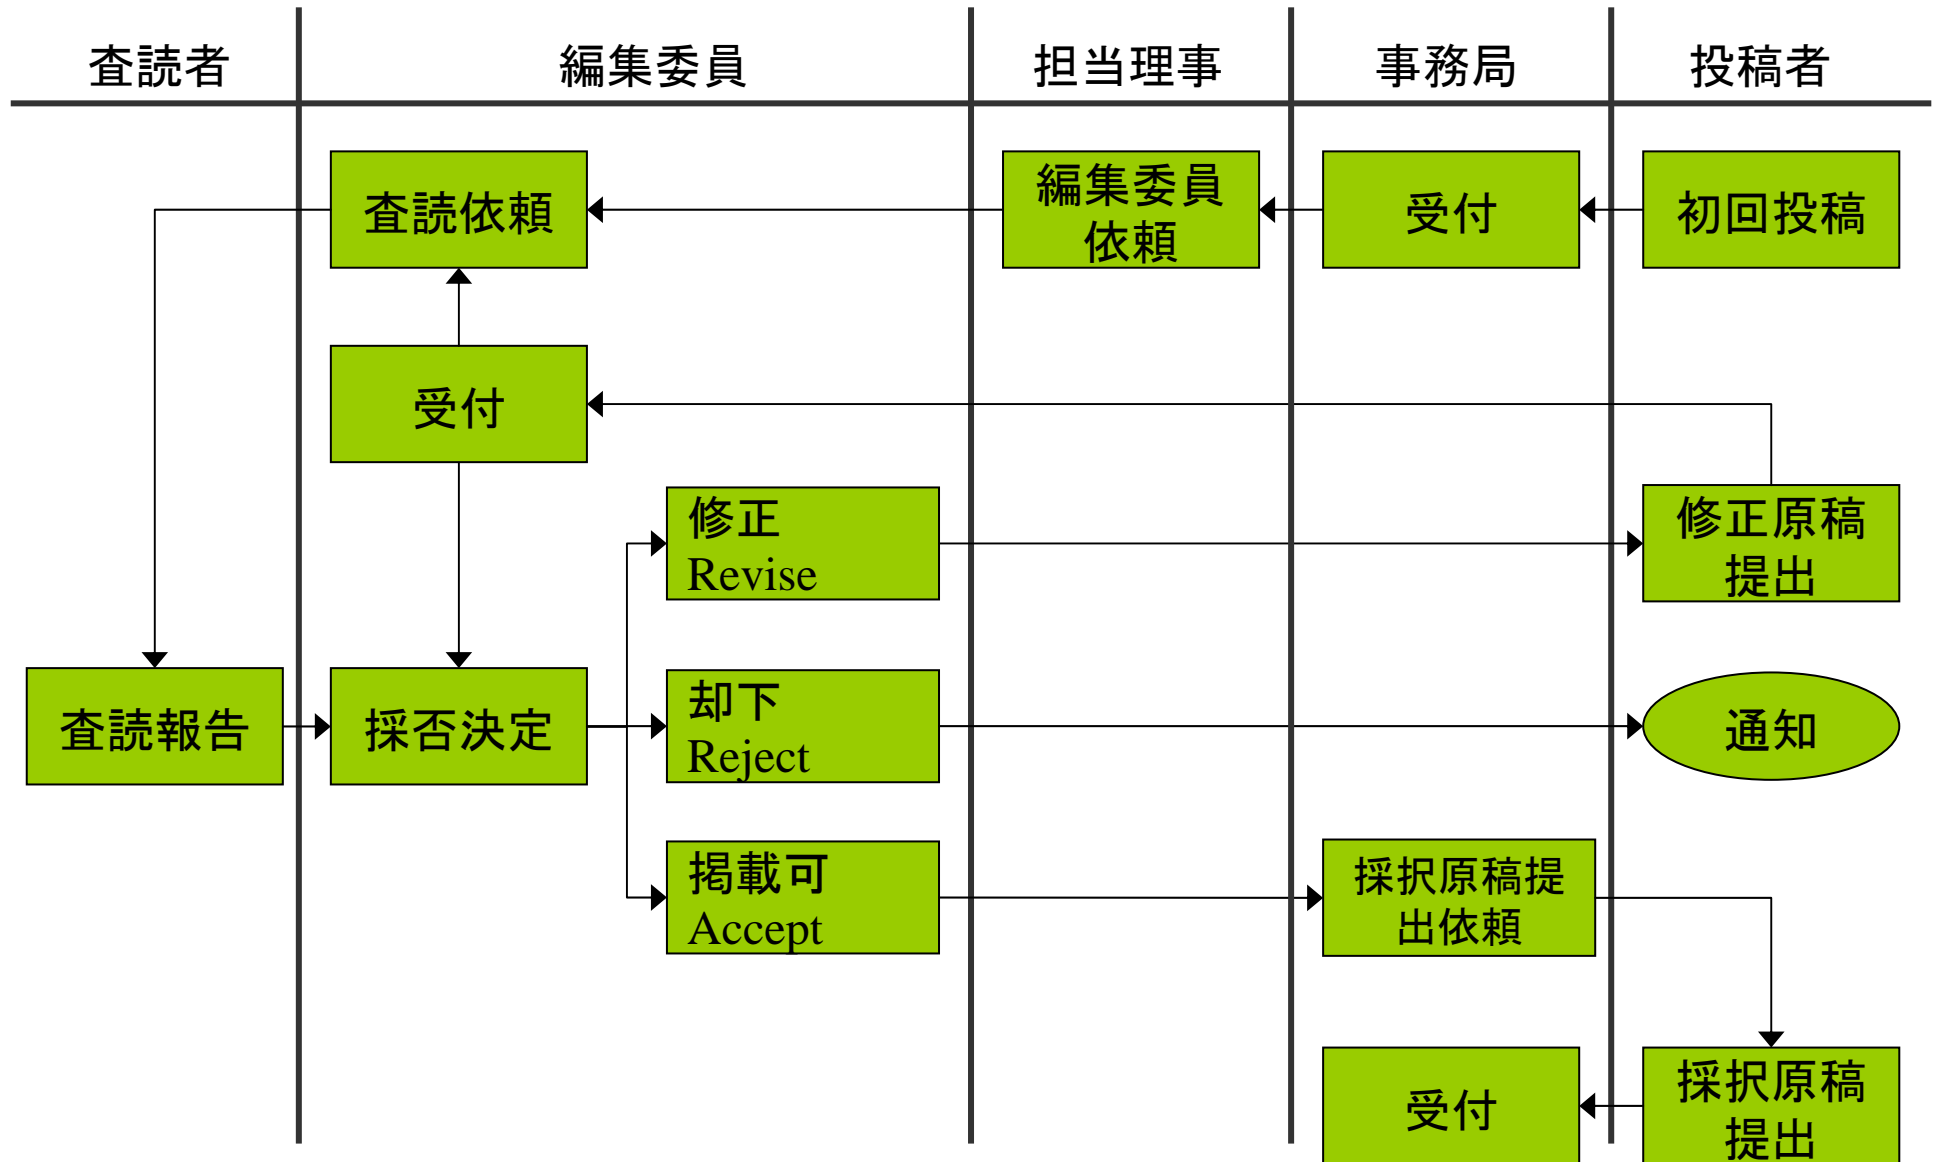 査読者
編集委員
担当理事
事務局
投稿者
査読依頼
編集委員
依頼
受付
初回投稿
受付
修正
Revise
修正原稿
提出
査読報告
採否決定
却下
Reject
通知
掲載可
Accept
採択原稿提
出依頼
受付
採択原稿
提出